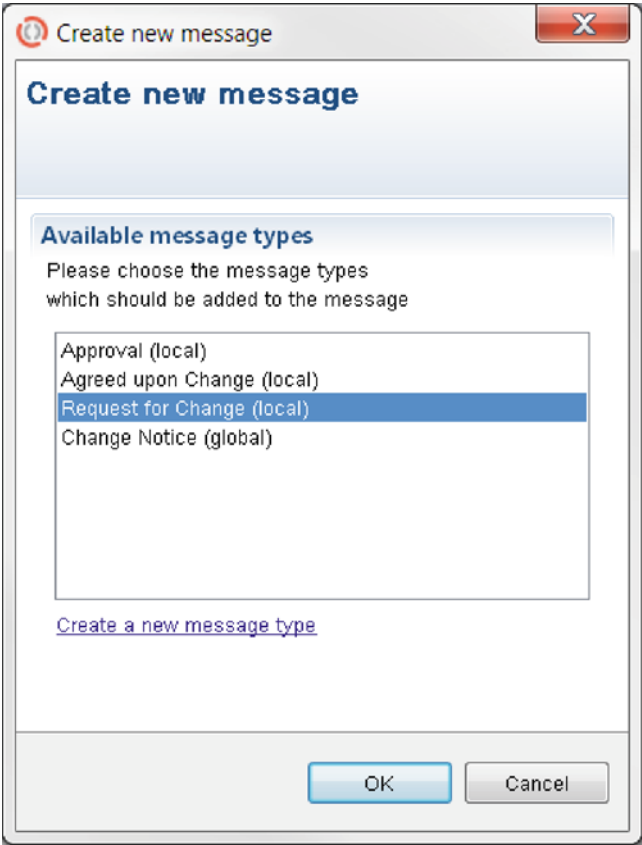 Create new message
Create new message
Available message types
Please choose the message types
which should be added to the message
Approval (local)
Agreed upon Change (local)
Request for Change (local)
Change Notice (global)
Create a new message type
OK
Cancel